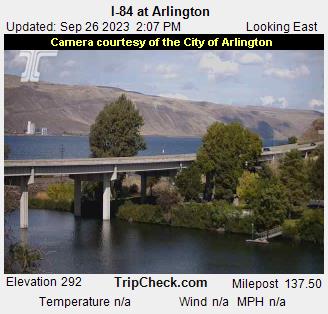 I-84 at Arlington
Updated: Sep 26 2023 2:07 PM Looking East
Camera courtesy of the City of Arlington
Elevation 292 TripCheck.com Milepost 137.50
Temperature n/a Wind n/a MPH n/a